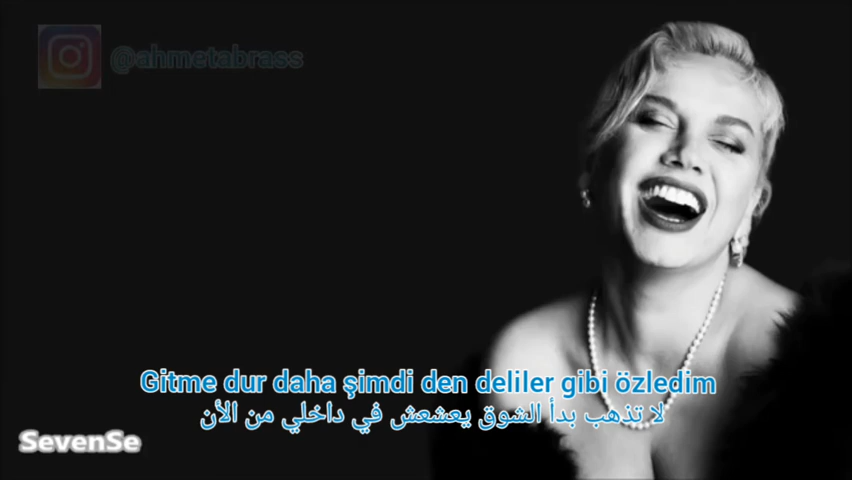 @ahmetabrass
Gitme dur daha şimdi den deliler gibi özledim
لا تذهب بدأ الشوق يعشعش في داخلي من الأن
SevenSe